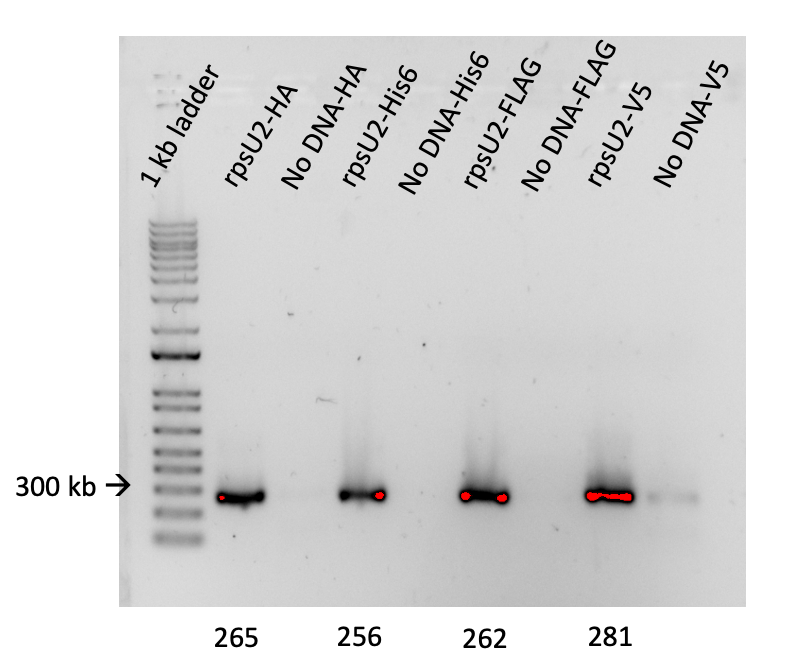 1 kb ladder
rpsU2-HA
No DNA-HA
rpsU2-His6
No DNA-His6
rpsU2-FLAG
No DNA-FLAG
rpsU2-V5
No DNA-V5
300 kb →
265
256
262
281